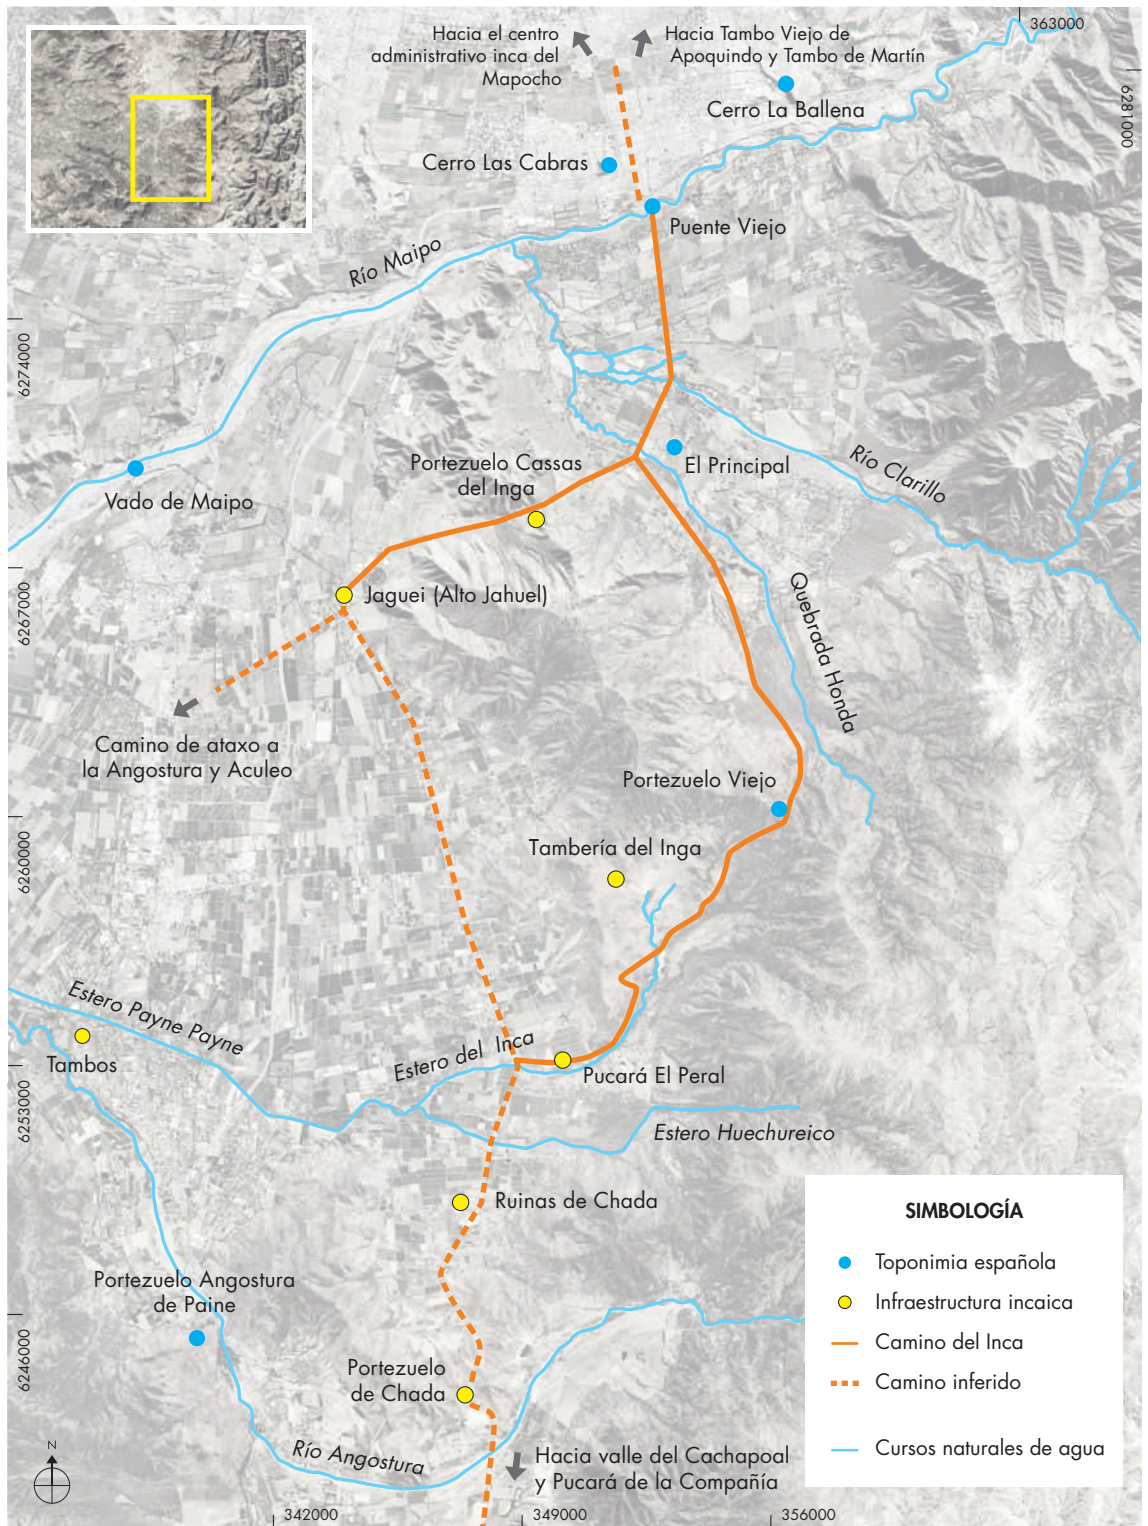 363000
Hacia el centro
administrativo inca del
Mapocho
Hacia Tambo Viejo de
Apoquindo y Tambo de Martín
Cerro La Ballena
6281000
Cerro Las Cabras
Puente Viejo
Río Maipo
6274000
Portezuelo Cassas
del Inga
El Principal
Río Clarillo
Vado de Maipo
Jaguei (Alto Jahuel)
6267000
Quebrada Honda
Camino de ataxo a
la Angostura y Aculeo
Portezuelo Viejo
Tambería del Inga
6260000
Estero Payne Payne
Tambos
Estero del Inca
Pucará El Peral
6253000
Estero Huechureico
Ruinas de Chada
Portezuelo Angostura
de Paine
6246000
Portezuelo
de Chada
Río Angostura
Hacia valle del Cachapoal
y Pucará de la Compañía
SIMBOLOGÍA
Toponimia española
Infraestructura incaica
Camino del Inca
Camino inferido
Cursos naturales de agua
N
342000
349000
356000